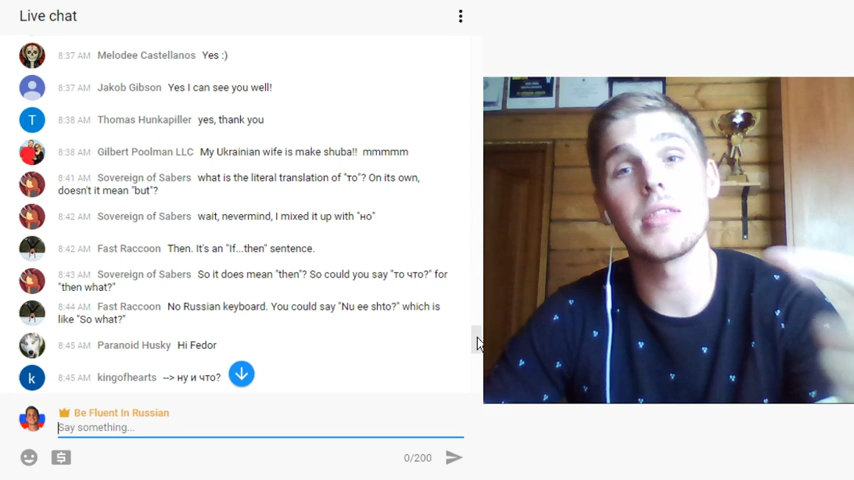 Live chat
8:37 AM Melodee Castellanos Yes :)
8:37 AM Jakob Gibson Yes I can see you well!
T
8:38 AM Thomas Hunkapiller yes, thank you
8:38 AM Gilbert Poolman LLC My Ukrainian wife is make shuba!! mmmmm
8:41 AM Sovereign of Sabers what is the literal translation of "то"? On its own,
doesn't it mean "but"?
8:42 AM Sovereign of Sabers wait, nevermind, I mixed it up with "но"
8:42 AM Fast Raccoon Then. It's an "If...then" sentence.
8:43 AM Sovereign of Sabers So it does mean "then"? So could you say "то что?" for
"then what?"
8:44 AM Fast Raccoon No Russian keyboard. You could say "Nu ee shto?" which is
like "So what?"
8:45 AM Paranoid Husky Hi Fedor
k
8:45 AM kingofhearts --> ну и что?
Be Fluent In Russian
Say something...
0/200